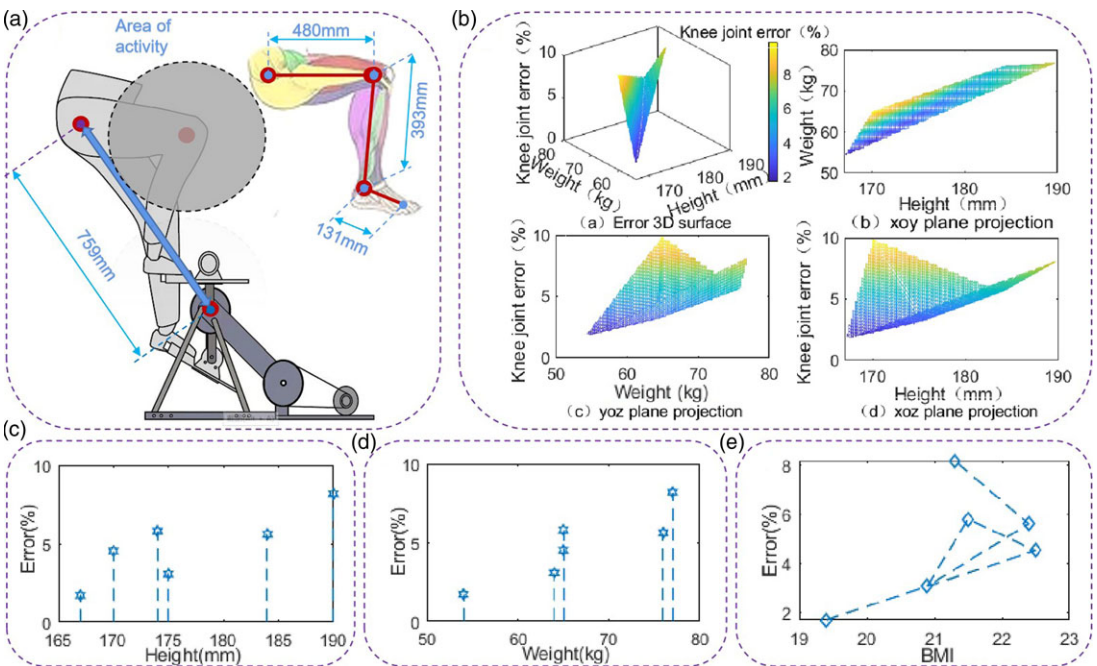 (a)
Area of
activity
480mm
393mm
131mm
759mm
(b)
Knee joint error (%)
10
5
0
80
70
60
Weight (kg)
170
180
190
Height (mm)
Knee joint error (%)
8
6
4
2
(a) Error 3D surface
Weight (kg)
80
70
60
50
170
180
190
Height (mm)
(b) xoy plane projection
Knee joint error (%)
10
5
0
50
60
70
80
Weight (kg)
(c) yoz plane projection
Knee joint error (%)
10
5
0
170
180
190
Height (mm)
(d) xoz plane projection
(c)
Error(%)
10
5
0
165
170
175
180
185
190
Height(mm)
(d)
Error(%)
10
5
0
50
60
70
80
Weight(kg)
(e)
Error(%)
8
6
4
2
19
20
21
22
23
BMI